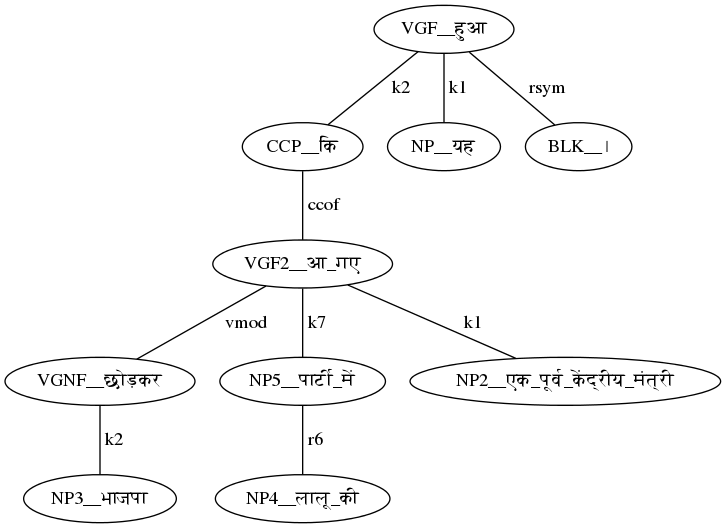 VGF__हुआ
k2 k1 rsym
CCP__कि NP__यह BLK__।
ccof
VGF2__आ_गए
vmod k7 k1
VGNF__छोड़कर NP5__पार्टी_में NP2__एक_पूर्व_केंद्रीय_मंत्री
k2 r6
NP3__भाजपा NP4__लालू_की